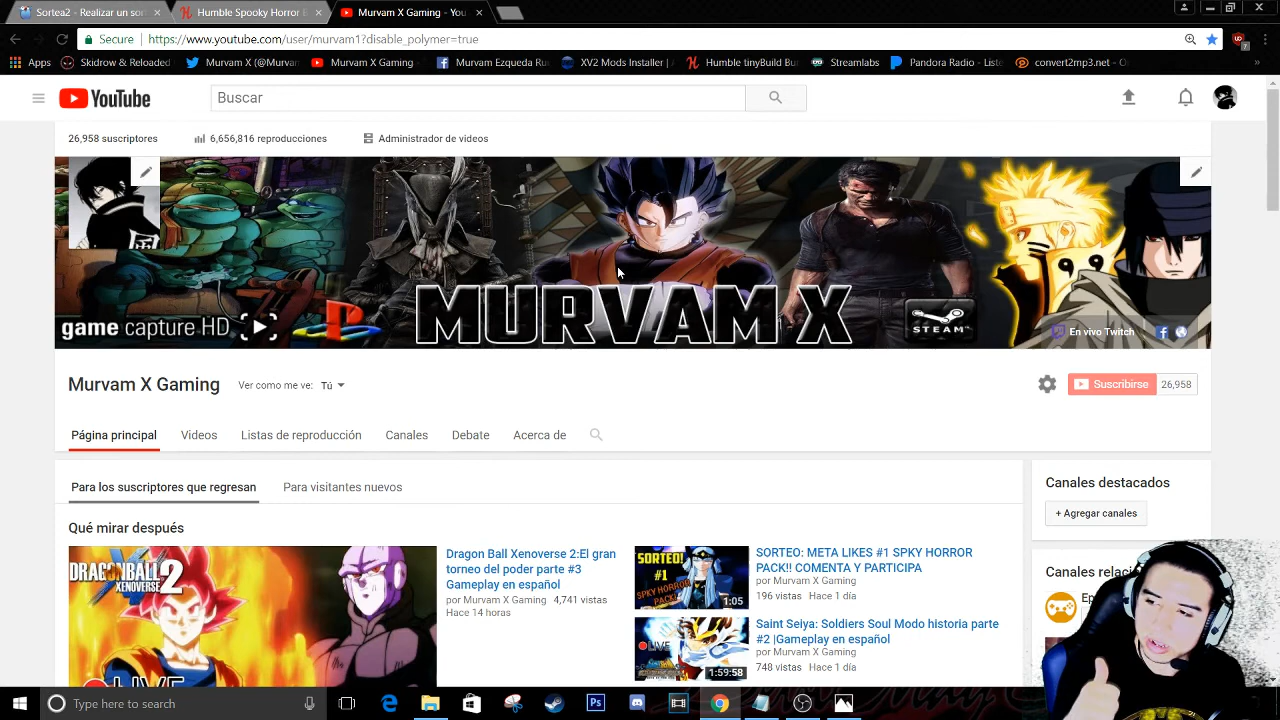 Sortea2 - Realizar un sor
Humble Spooky Horror B
Murvam X Gaming - You
Secure
https://www.youtube.com/user/murvam1?disable_polymer=true
Apps
Skidrow & Reloaded
Murvam X (@Murvan
Murvam X Gaming -
Murvam Ezqueda Ru
XV2 Mods Installer |
Humble tinyBuild Bu
Streamlabs
Pandora Radio - Liste
convert2mp3.net - O
YouTube
Buscar
26,958 suscriptores
6,656,816 reproducciones
Administrador de videos
game capture HD
MURVAM X
STEAM
En vivo Twitch
Murvam X Gaming
Ver como me ve: Tú
Suscribirse 26,958
Página principal
Videos
Listas de reproducción
Canales
Debate
Acerca de
Para los suscriptores que regresan
Para visitantes nuevos
Qué mirar después
DRAGONBALL
XENOVERSE 2
LIVE
Dragon Ball Xenoverse 2:El gran
torneo del poder parte #3
Gameplay en español
por Murvam X Gaming 4,741 vistas
Hace 14 horas
SORTEO!
#1
SPKY HORROR
PACK!
1:05
SORTEO: META LIKES #1 SPKY HORROR
PACK!! COMENTA Y PARTICIPA
por Murvam X Gaming
196 vistas Hace 1 día
LIVE
1:59:58
Saint Seiya: Soldiers Soul Modo historia parte
#2 |Gameplay en español
por Murvam X Gaming
748 vistas Hace 1 día
Canales destacados
+ Agregar canales
Canales rela
Ep
Type here to search